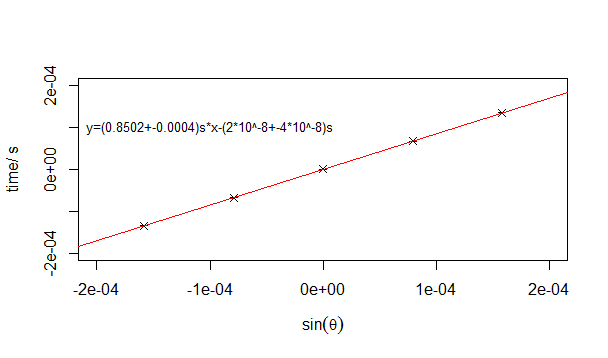 2e-04
y=(0.8502+-0.0004)s*x-(2*10^-8+-4*10^-8)s
time/ s
0e+00
-2e-04
-2e-04 -1e-04 0e+00 1e-04 2e-04
sin(θ)